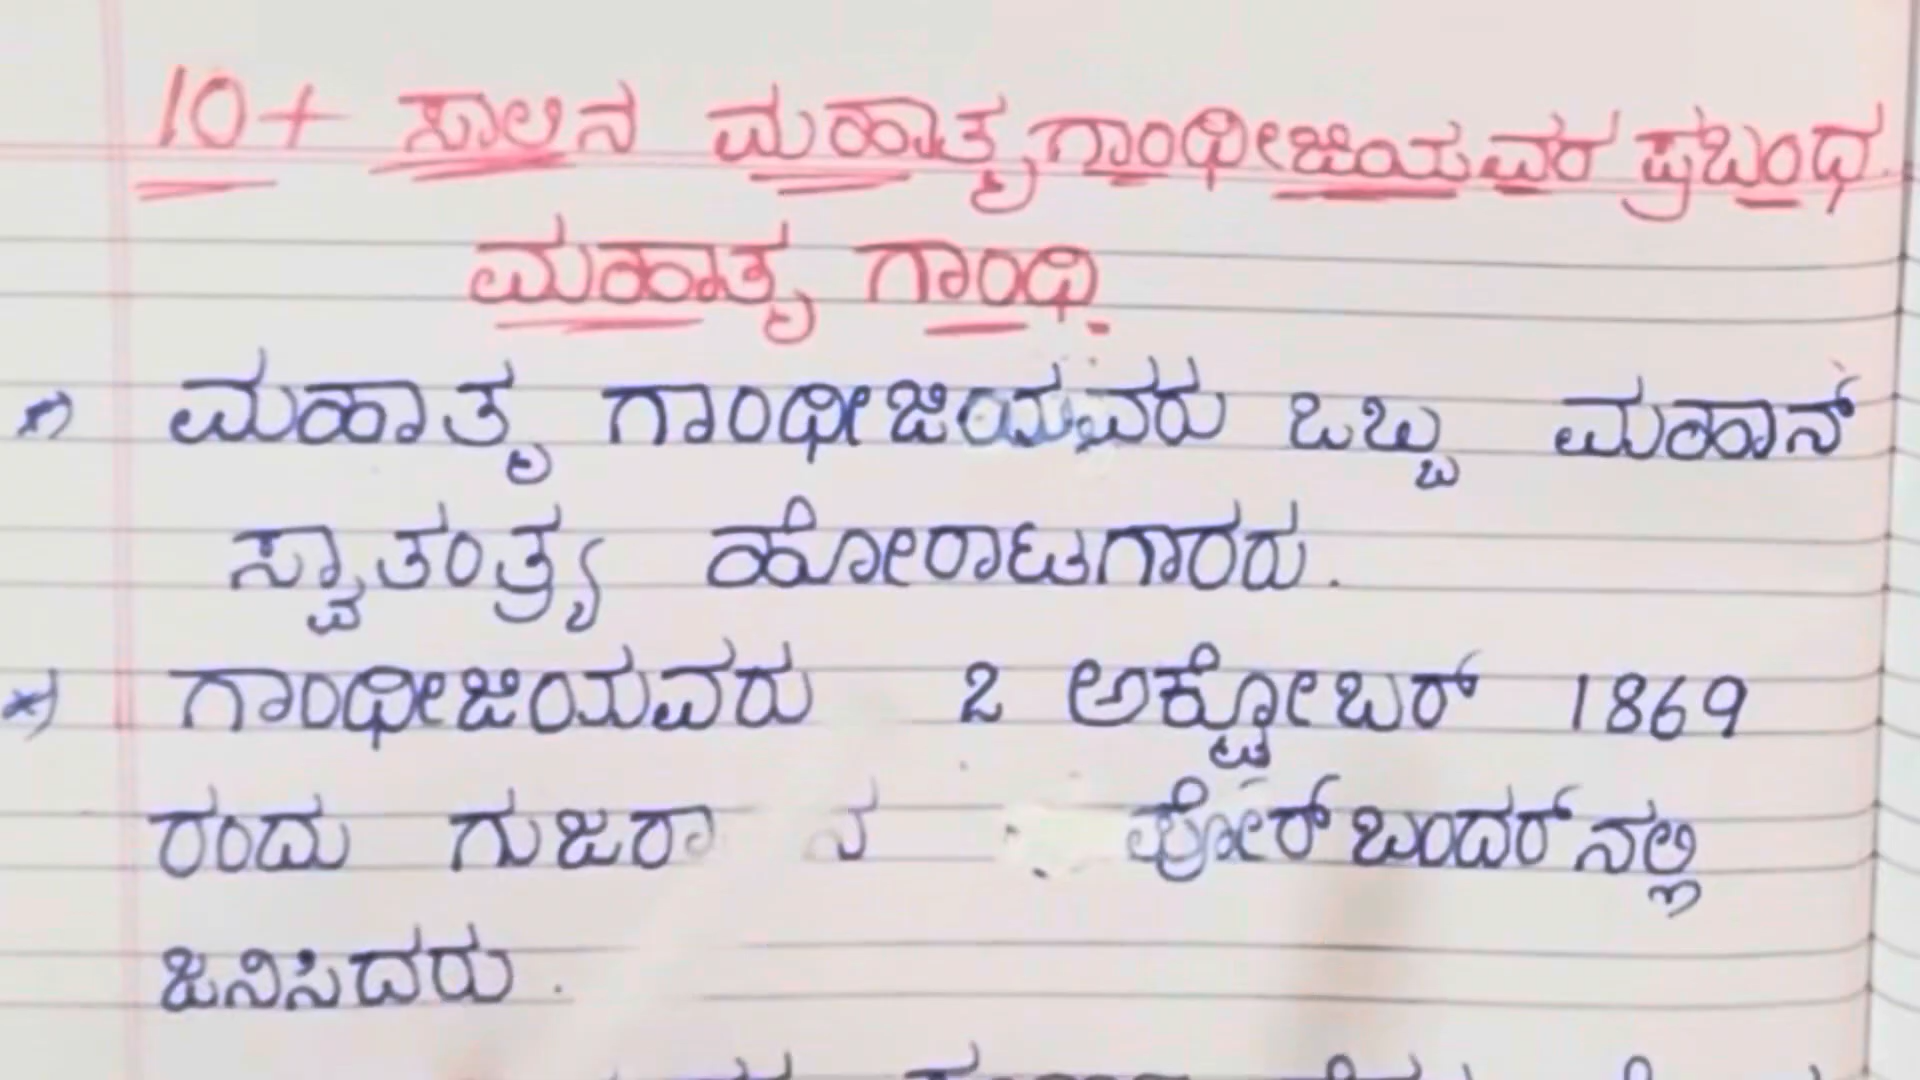 10+ ಸಾಲಿನ ಮಹಾತ್ಮಗಾಂಧೀಜಿಯವರ ಪ್ರಬಂಧ.
ಮಹಾತ್ಮ ಗಾಂಧಿ
ಮಹಾತ್ಮ ಗಾಂಧೀಜಿಯವರು ಒಬ್ಬ ಮಹಾನ್
ಸ್ವಾತಂತ್ರ್ಯ ಹೋರಾಟಗಾರರು.
ಗಾಂಧೀಜಿಯವರು 2 ಅಕ್ಟೋಬರ್ 1869
ರಂದು ಪೋರ್ ಬಂದರ್ ನಲ್ಲಿ
ಜನಿಸಿದರು.